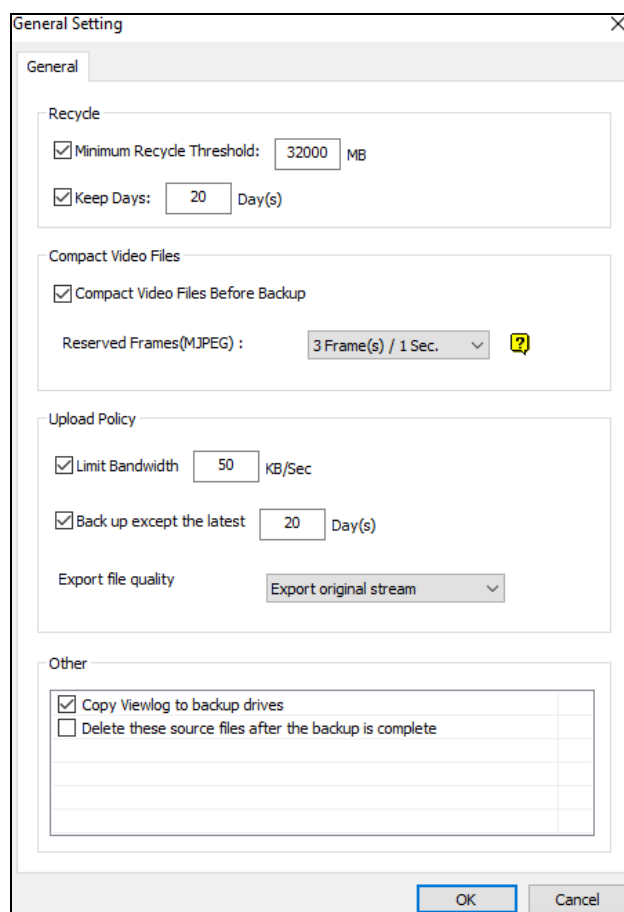 General Setting
General
Recycle
Minimum Recycle Threshold: 32000 MB
Keep Days: 20 Day(s)
Compact Video Files
Compact Video Files Before Backup
Reserved Frames(MJPEG) : 3 Frame(s) / 1 Sec. ?
Upload Policy
Limit Bandwidth 50 KB/Sec
Back up except the latest 20 Day(s)
Export file quality Export original stream
Other
Copy Viewlog to backup drives
Delete these source files after the backup is complete
OK Cancel